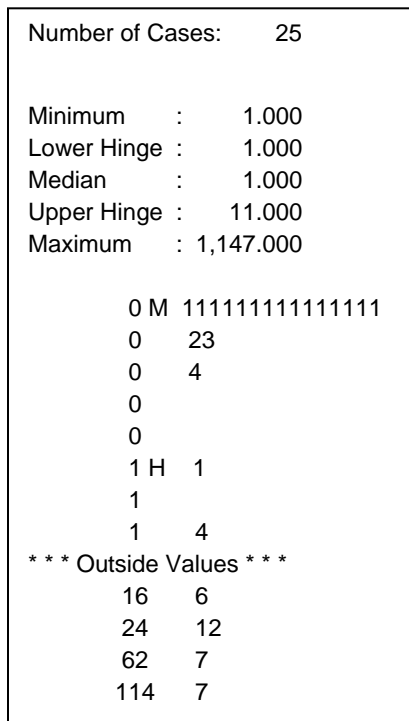 Number of Cases: 25
Minimum : 1.000
Lower Hinge : 1.000
Median : 1.000
Upper Hinge : 11.000
Maximum : 1,147.000
0 M 111111111111111
0 23
0 4
0
0
1 H 1
1
1 4
* * * Outside Values * * *
16 6
24 12
62 7
114 7